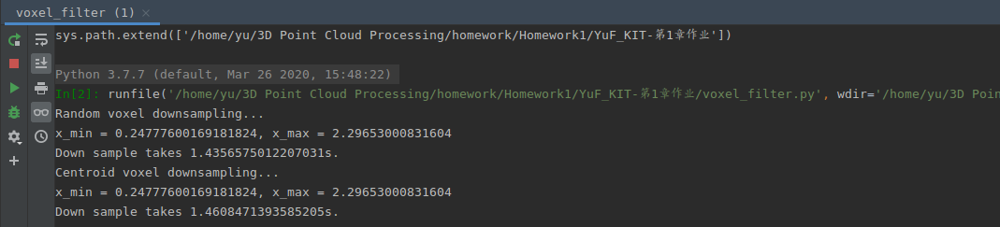 voxel_filter (1)
sys.path.extend(['/home/yu/3D Point Cloud Processing/homework/Homework1/YuF_KIT-第1章作业'])
Python 3.7.7 (default, Mar 26 2020, 15:48:22)
In[2]: runfile('/home/yu/3D Point Cloud Processing/homework/Homework1/YuF_KIT-第1章作业/voxel_filter.py', wdir='/home/yu/3D Poin
Random voxel downsampling...
x_min = 0.24777600169181824, x_max = 2.29653000831604
Down sample takes 1.4356575012207031s.
Centroid voxel downsampling...
x_min = 0.24777600169181824, x_max = 2.29653000831604
Down sample takes 1.4608471393585205s.